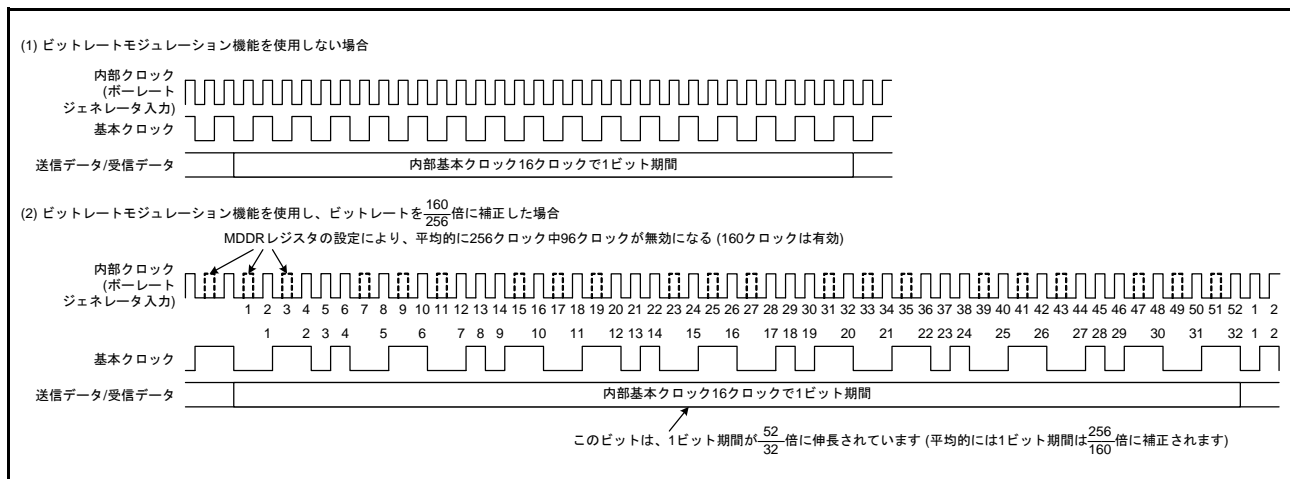 (1) ビットレートモジュレーション機能を使用しない場合
内部クロック
(ボーレート
ジェネレータ入力)
基本クロック
送信データ/受信データ
内部基本クロック16クロックで1ビット期間
(2) ビットレートモジュレーション機能を使用し、ビットレートを160/256倍に補正した場合
MDDRレジスタの設定により、平均的に256クロック中96クロックが無効になる (160クロックは有効)
内部クロック
(ボーレート
ジェネレータ入力)
1 2 3 4 5 6 7 8 9 10 11 12 13 14 15 16 17 18 19 20 21 22 23 24 25 26 27 28 29 30 31 32 33 34 35 36 37 38 39 40 41 42 43 44 45 46 47 48 49 50 51 52 1 2
1 2 3 4 5 6 7 8 9 10 11 12 13 14 15 16 17 18 19 20 21 22 23 24 25 26 27 28 29 30 31 32 1 2
基本クロック
送信データ/受信データ
内部基本クロック16クロックで1ビット期間
このビットは、1ビット期間が52/32倍に伸長されています (平均的には1ビット期間は256/160倍に補正されます)